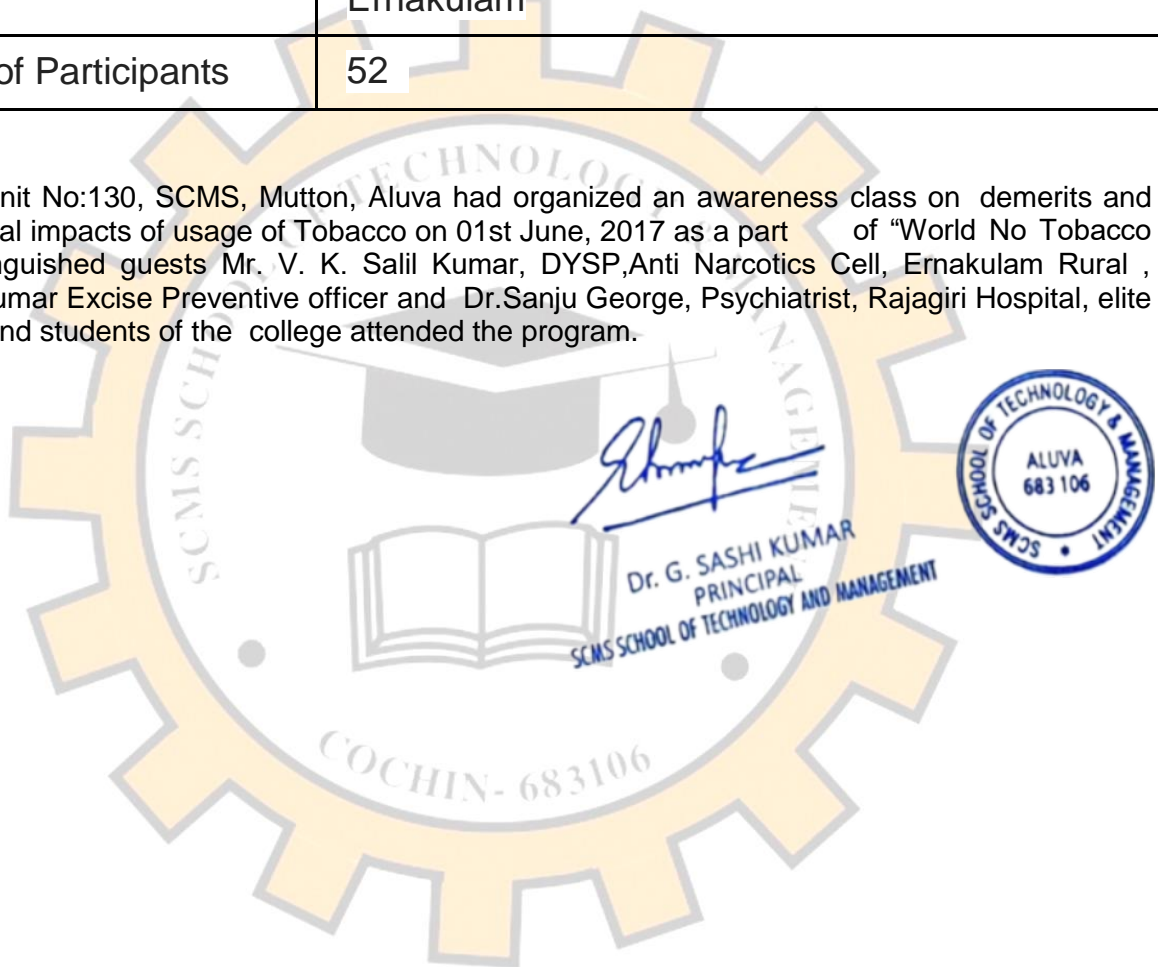 Ernakulam
of Participants 52
nit No:130, SCMS, Mutton, Aluva had organized an awareness class on demerits and
al impacts of usage of Tobacco on 01st June, 2017 as a part of “World No Tobacco
nguished guests Mr. V. K. Salil Kumar, DYSP,Anti Narcotics Cell, Ernakulam Rural ,
umar Excise Preventive officer and Dr.Sanju George, Psychiatrist, Rajagiri Hospital, elite
nd students of the college attended the program.
SCMS SCHOOL OF TECHNOLOGY & MANAGEMENT
COCHIN- 683106
Dr. G. SASHI KUMAR
PRINCIPAL
SCMS SCHOOL OF TECHNOLOGY AND MANAGEMENT
SCMS SCHOOL OF TECHNOLOGY & MANAGEMENT
ALUVA
683 106